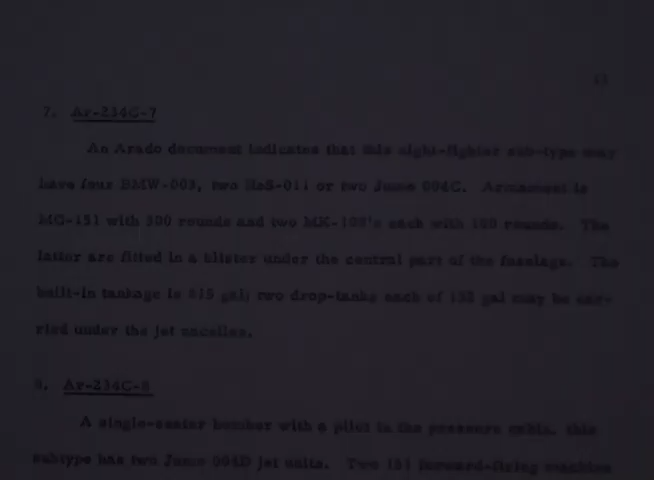 7. Ar-234C-7
An Arado document indicates that this night-fighter sub-type may
have four BMW-003, two HeS-011 or two Jumo 004C. Armament is
MG-151 with 300 rounds and two MK-108's each with 100 rounds. The
latter are fitted in a blister under the central part of the fuselage. The
built-in tankage is gal; two drop-tanks each of gal may be car-
ried under the jet nacelles.
8. Ar-234C-8
A single-seater bomber with a pilot in the pressure cabin, this
subtype has two Jumo 004D jet units. Two 151 forward-firing machine